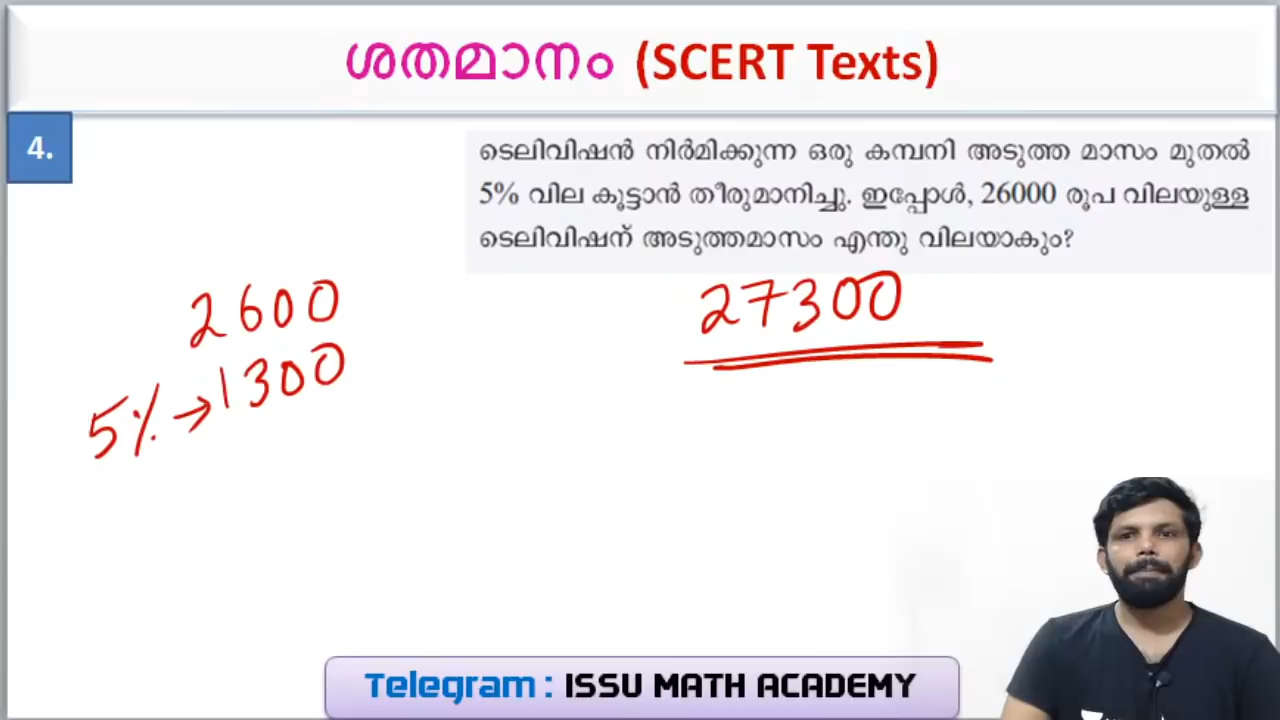 ശതമാനം (SCERT Texts)
4.
ടെലിവിഷൻ നിർമിക്കുന്ന ഒരു കമ്പനി അടുത്ത മാസം മുതൽ
5% വില കൂട്ടാൻ തീരുമാനിച്ചു. ഇപ്പോൾ, 26000 രൂപ വിലയുള്ള
ടെലിവിഷന് അടുത്തമാസം എന്തു വിലയാകും?
27300
2600
5% → 1300
Telegram : ISSU MATH ACADEMY